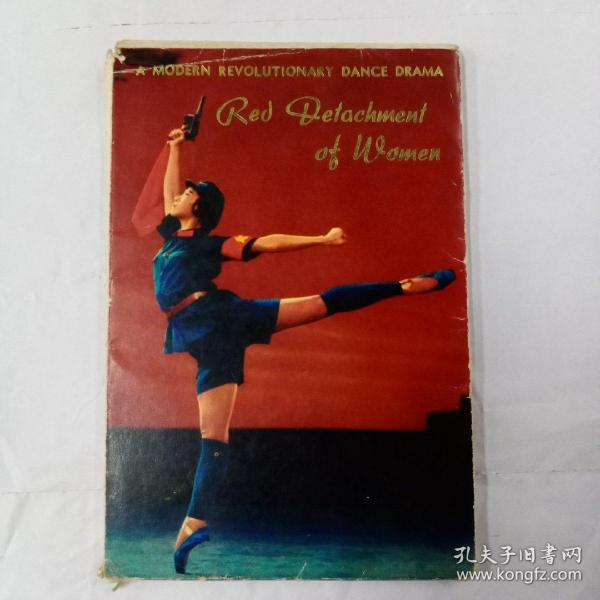 A MODERN REVOLUTIONARY DANCE DRAMA
Red Detachment
of Women
孔夫子旧书网
www.kongfz.com